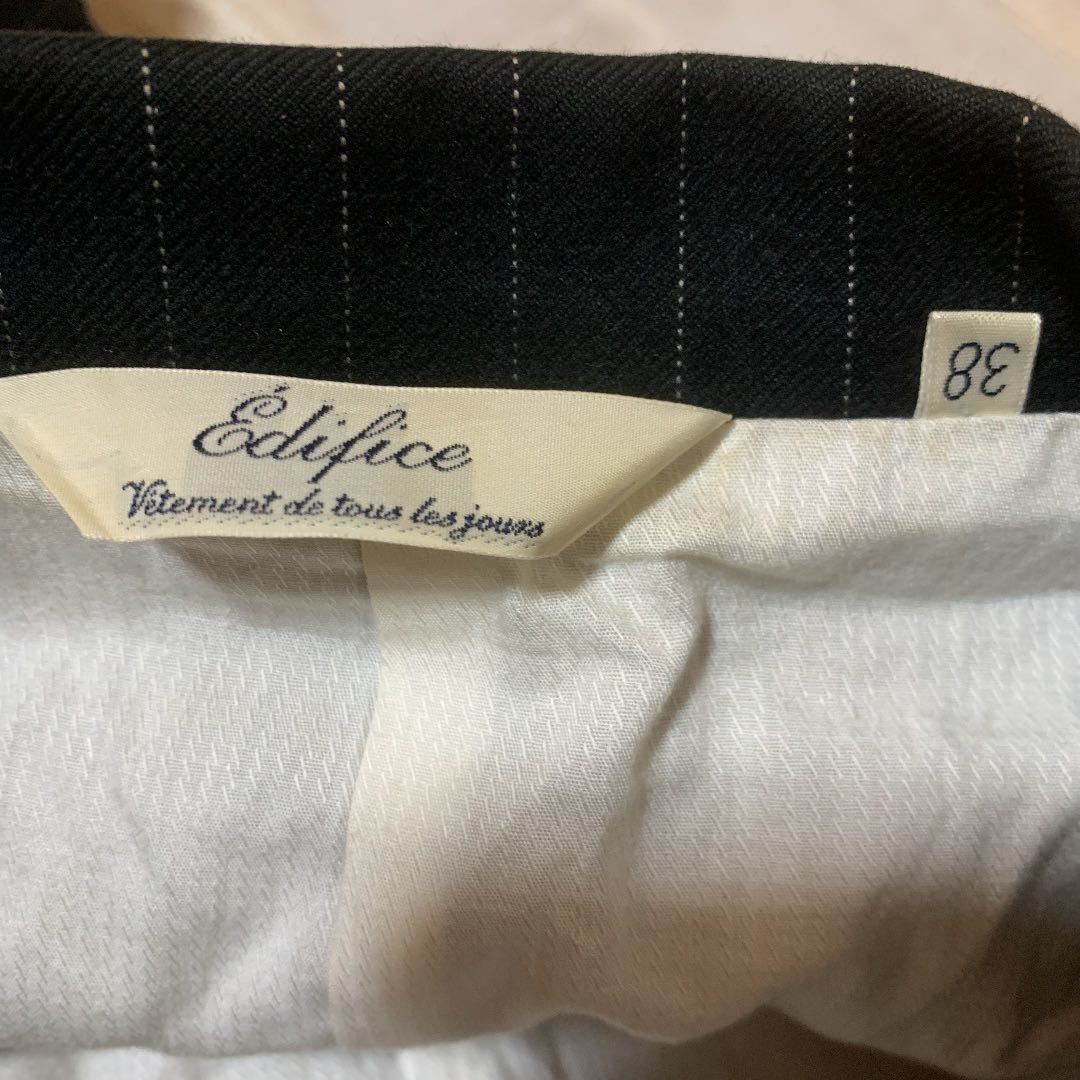 Édifice
Vêtement de tous les jours
38